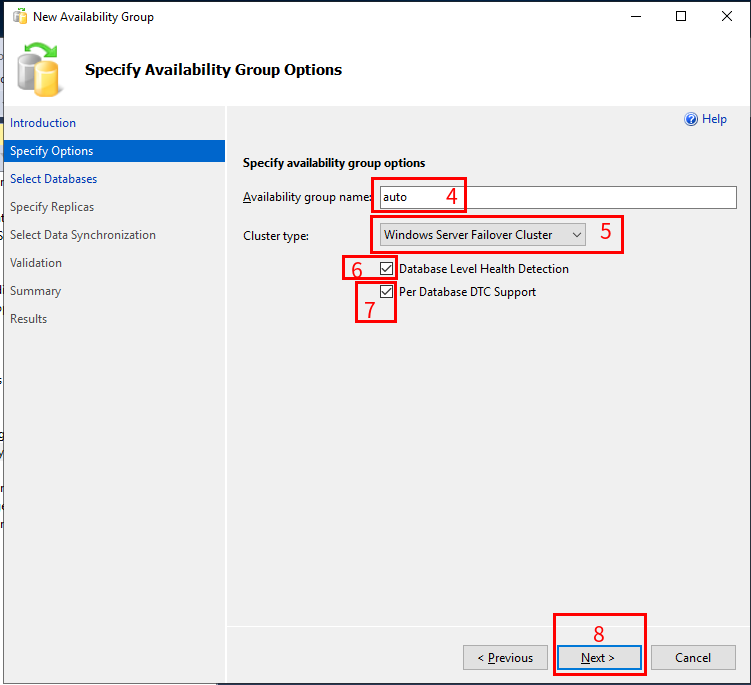 New Availability Group
Specify Availability Group Options
Introduction
Specify Options
Select Databases
Specify Replicas
Select Data Synchronization
Validation
Summary
Results
Help
Specify availability group options
Availability group name: auto 4
Cluster type: Windows Server Failover Cluster 5
6 Database Level Health Detection
7 Per Database DTC Support
8
< Previous Next > Cancel